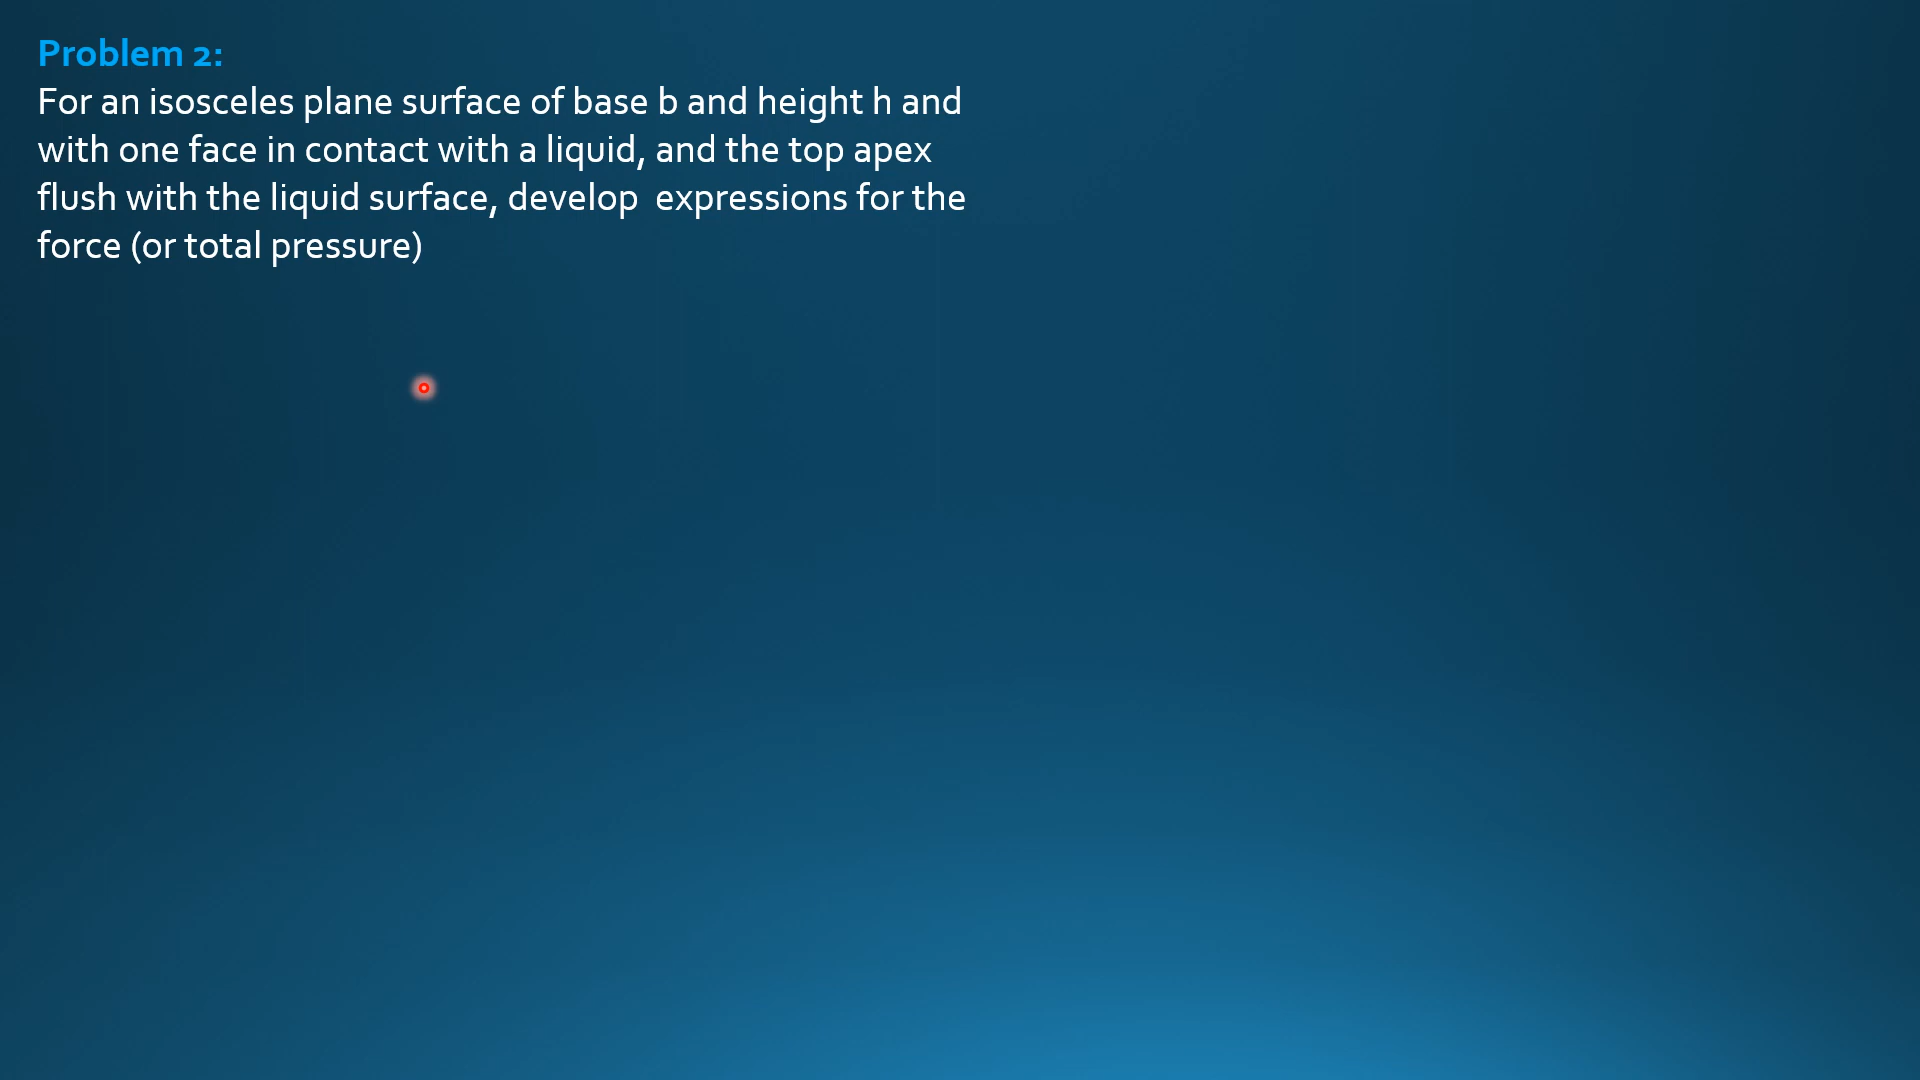 Problem 2:
For an isosceles plane surface of base b and height h and
with one face in contact with a liquid, and the top apex
flush with the liquid surface, develop  expressions for the
force (or total pressure)